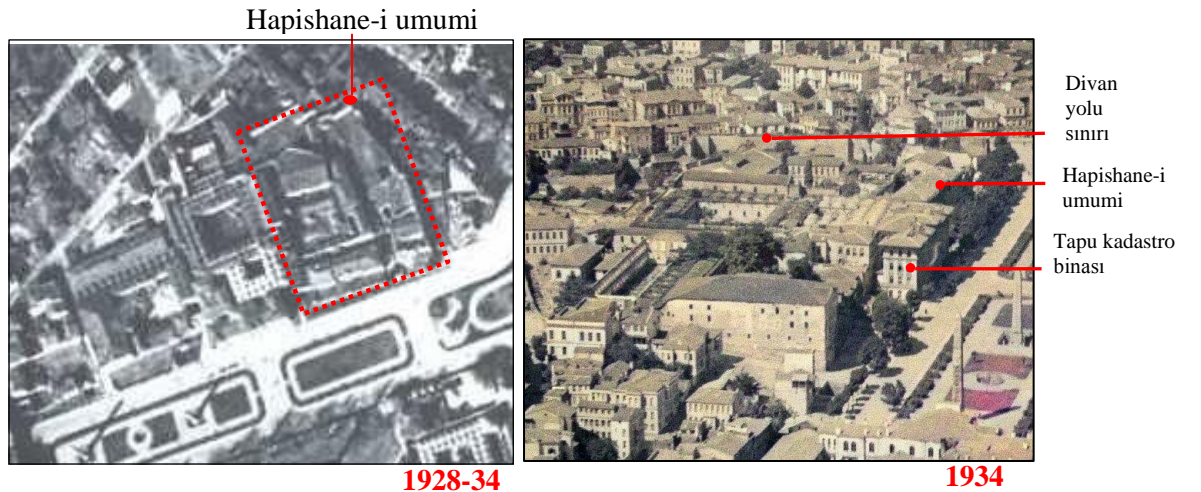 Hapishane-i umumi
Divan
yolu
sınırı
Hapishane-i
umumi
Tapu kadastro
binası
1928-34
1934